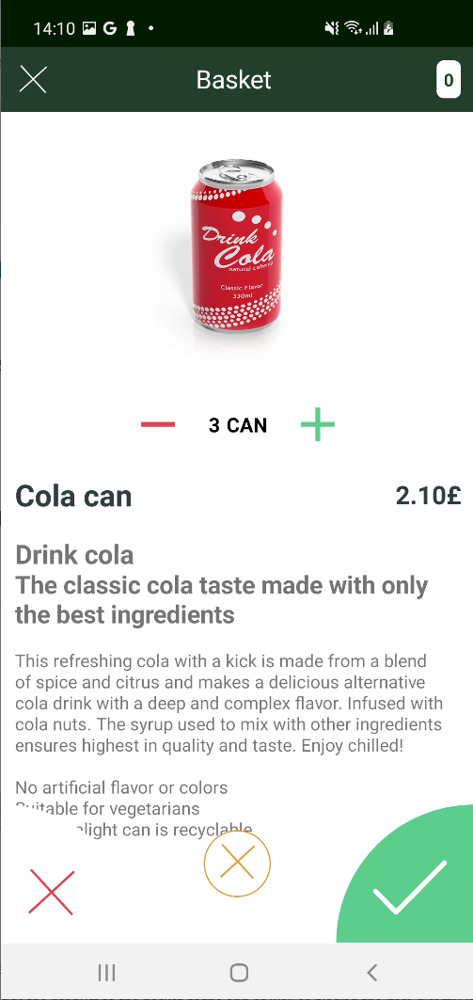 14:10
Basket
0
Drink
Cola
natural caffeine
Classic Flavor
330ml
3 CAN
Cola can
2.10£
Drink cola
The classic cola taste made with only
the best ingredients
This refreshing cola with a kick is made from a blend
of spice and citrus and makes a delicious alternative
cola drink with a deep and complex flavor. Infused with
cola nuts. The syrup used to mix with other ingredients
ensures highest in quality and taste. Enjoy chilled!
No artificial flavor or colors
Suitable for vegetarians
can is recyclable